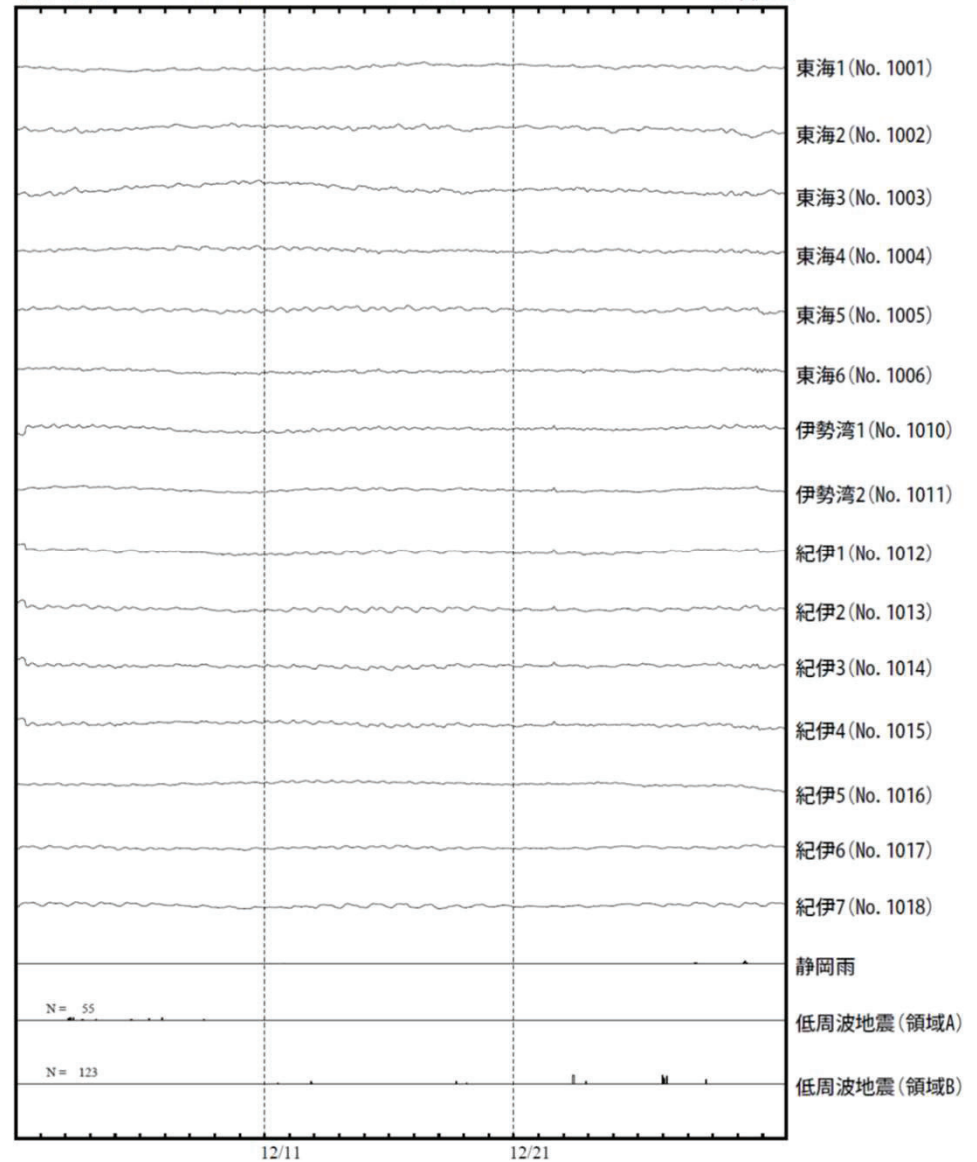 東海1(No. 1001)
東海2(No. 1002)
東海3(No. 1003)
東海4(No. 1004)
東海5(No. 1005)
東海6(No. 1006)
伊勢湾1(No. 1010)
伊勢湾2(No. 1011)
紀伊1(No. 1012)
紀伊2(No. 1013)
紀伊3(No. 1014)
紀伊4(No. 1015)
紀伊5(No. 1016)
紀伊6(No. 1017)
紀伊7(No. 1018)
静岡雨
N = 55
低周波地震(領域A)
N = 123
低周波地震(領域B)
12/11 12/21